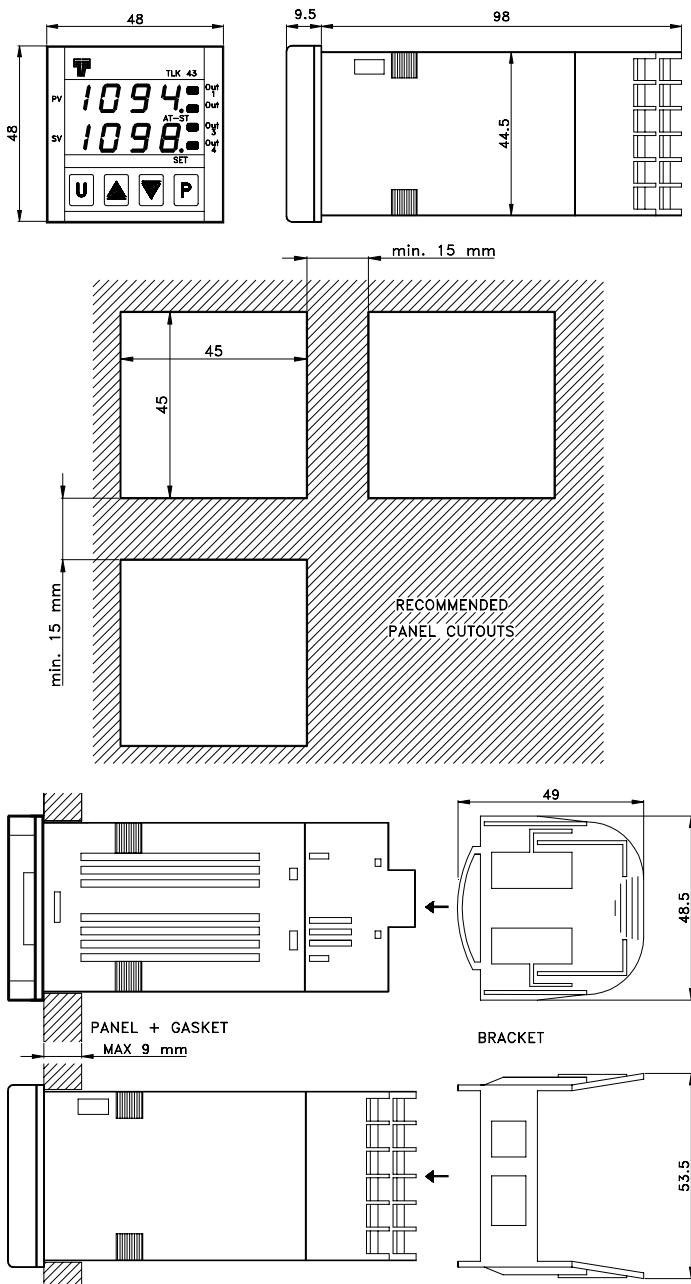 48
9.5
98
48
TLK 43
PV
1094.
Out
1
Out
AT-ST
SV
1098.
Out
3
Out
4
SET
U
P
44.5
min. 15 mm
45
45
min. 15 mm
RECOMMENDED
PANEL CUTOUTS
49
48.5
PANEL + GASKET
MAX 9 mm
BRACKET
53.5